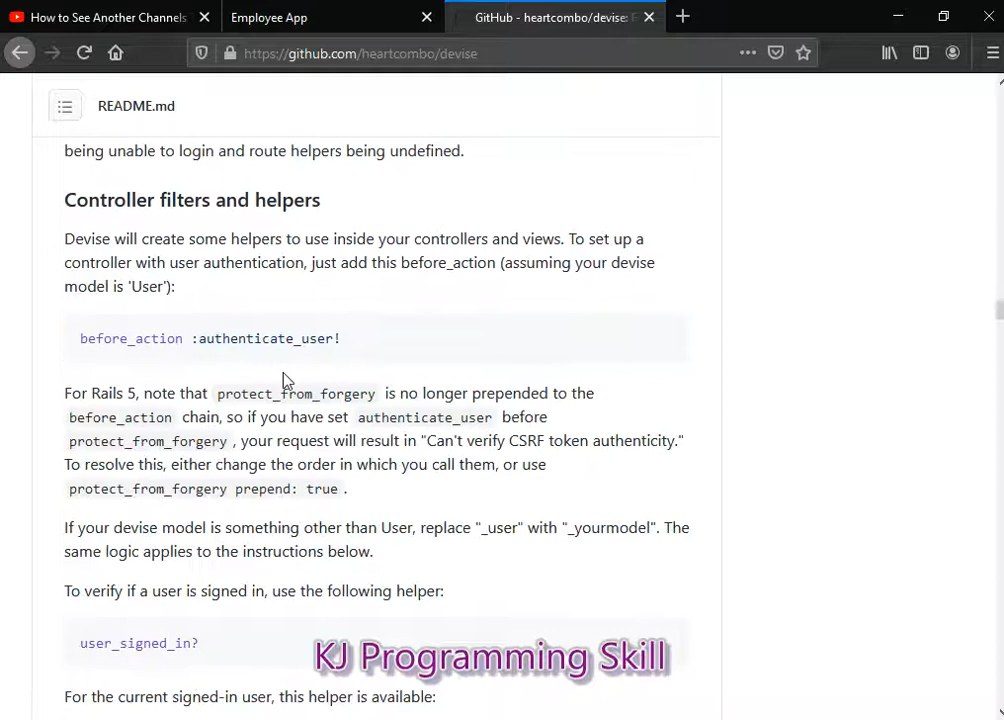 How to See Another Channels
Employee App
GitHub - heartcombo/devise:
https://github.com/heartcombo/devise
README.md
being unable to login and route helpers being undefined.
Controller filters and helpers
Devise will create some helpers to use inside your controllers and views. To set up a
controller with user authentication, just add this before_action (assuming your devise
model is 'User'):
before_action :authenticate_user!
For Rails 5, note that protect_from_forgery is no longer prepended to the
before_action chain, so if you have set authenticate_user before
protect_from_forgery , your request will result in "Can't verify CSRF token authenticity."
To resolve this, either change the order in which you call them, or use
protect_from_forgery prepend: true .
If your devise model is something other than User, replace "_user" with "_yourmodel". The
same logic applies to the instructions below.
To verify if a user is signed in, use the following helper:
user_signed_in?
KJ Programming Skill
For the current signed-in user, this helper is available: